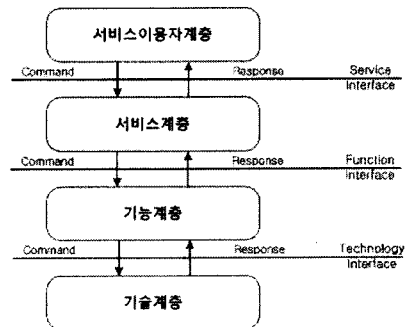 서비스이용자계층
Command Response Service
Interface
서비스계층
Command Response Function
Interface
기능계층
Command Response Technology
Interface
기술계층